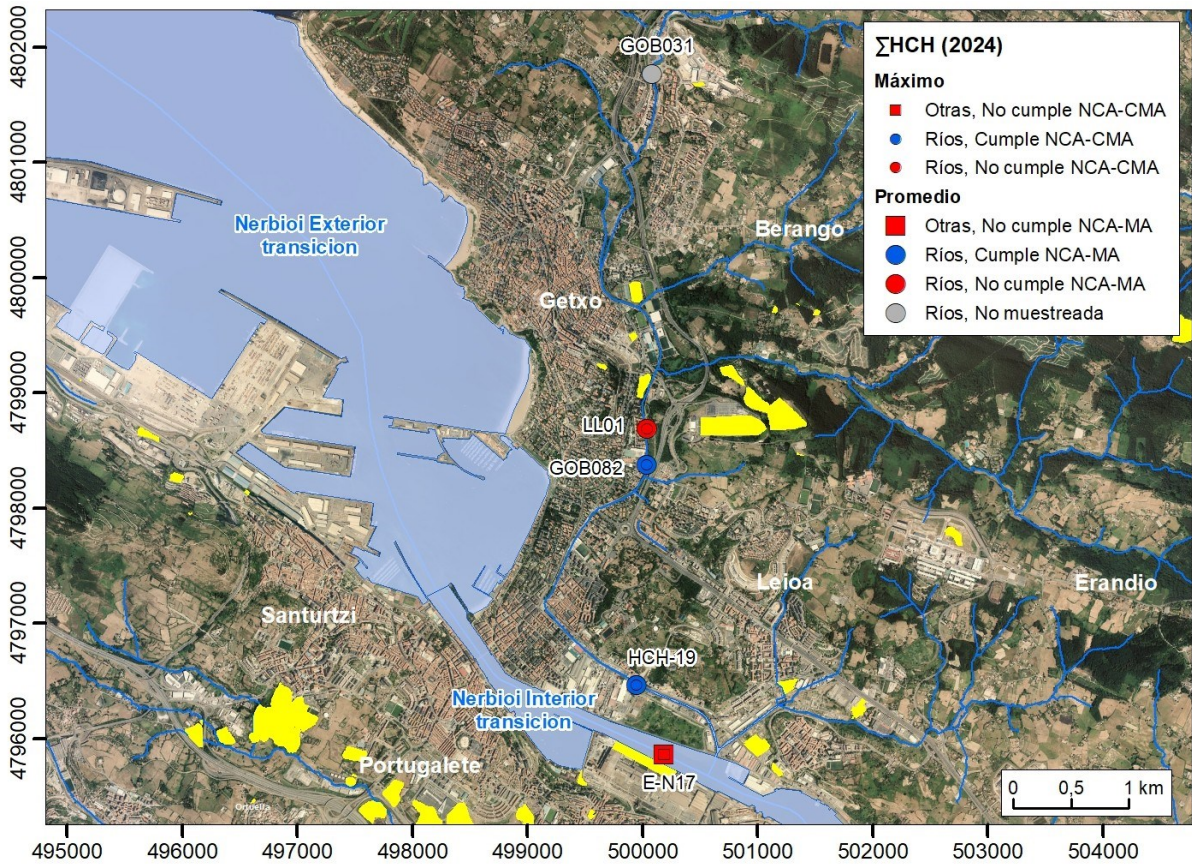 ∑HCH (2024)
Máximo
Otras, No cumple NCA-CMA
Ríos, Cumple NCA-CMA
Ríos, No cumple NCA-CMA
Promedio
Otras, No cumple NCA-MA
Ríos, Cumple NCA-MA
Ríos, No cumple NCA-MA
Ríos, No muestreada
GOB031
Nerbioi Exterior
transicion
Berango
Getxo
LL01
GOB082
Leioa
Erandio
Santurtzi
HCH-19
Nerbioi Interior
transicion
Portugalete
E-N17
Ortuella
0 0,5 1 km
4802000
4801000
4800000
4799000
4798000
4797000
4796000
495000 496000 497000 498000 499000 500000 501000 502000 503000 504000